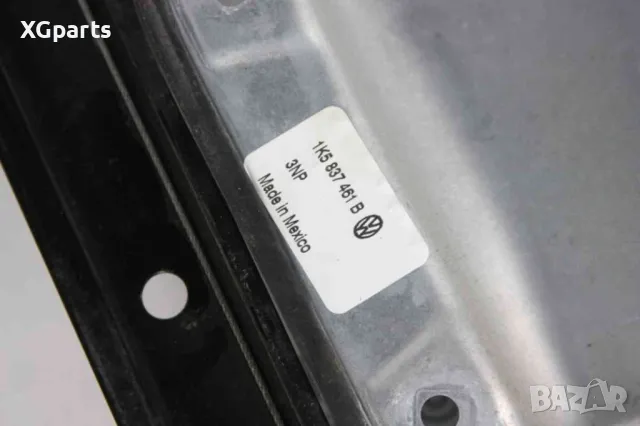 XGparts
1K5 837 461 B
3NP
Made in Mexico
BAZAR